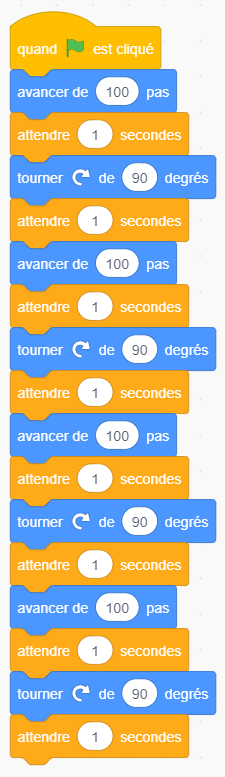 quand est cliqué
avancer de 100 pas
attendre 1 secondes
tourner de 90 degrés
attendre 1 secondes
avancer de 100 pas
attendre 1 secondes
tourner de 90 degrés
attendre 1 secondes
avancer de 100 pas
attendre 1 secondes
tourner de 90 degrés
attendre 1 secondes
avancer de 100 pas
attendre 1 secondes
tourner de 90 degrés
attendre 1 secondes